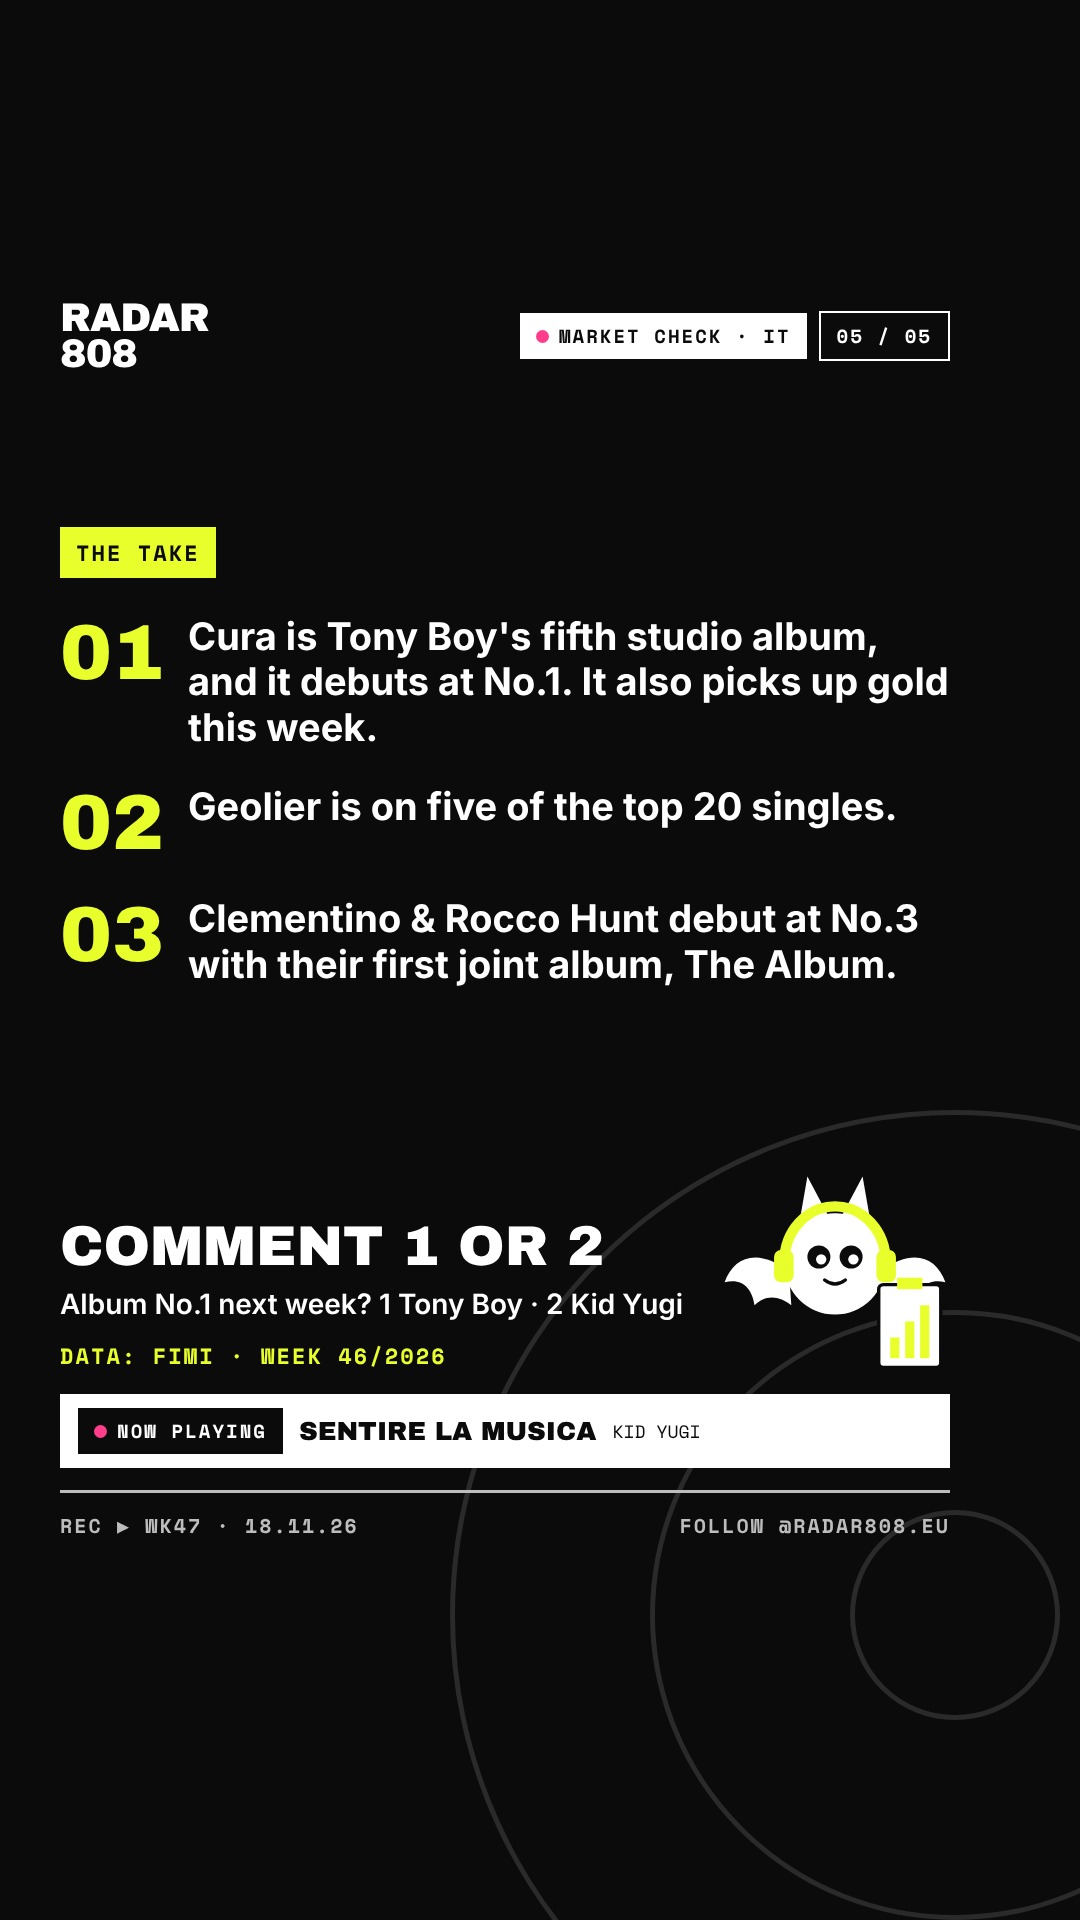 RADAR
808
MARKET CHECK · IT
05 / 05
THE TAKE
01 Cura is Tony Boy's fifth studio album,
and it debuts at No.1. It also picks up gold
this week.
02 Geolier is on five of the top 20 singles.
03 Clementino & Rocco Hunt debut at No.3
with their first joint album, The Album.
COMMENT 1 OR 2
Album No.1 next week? 1 Tony Boy · 2 Kid Yugi
DATA: FIMI · WEEK 46/2026
NOW PLAYING SENTIRE LA MUSICA KID YUGI
REC ▶ WK47 · 18.11.26
FOLLOW @RADAR808.EU